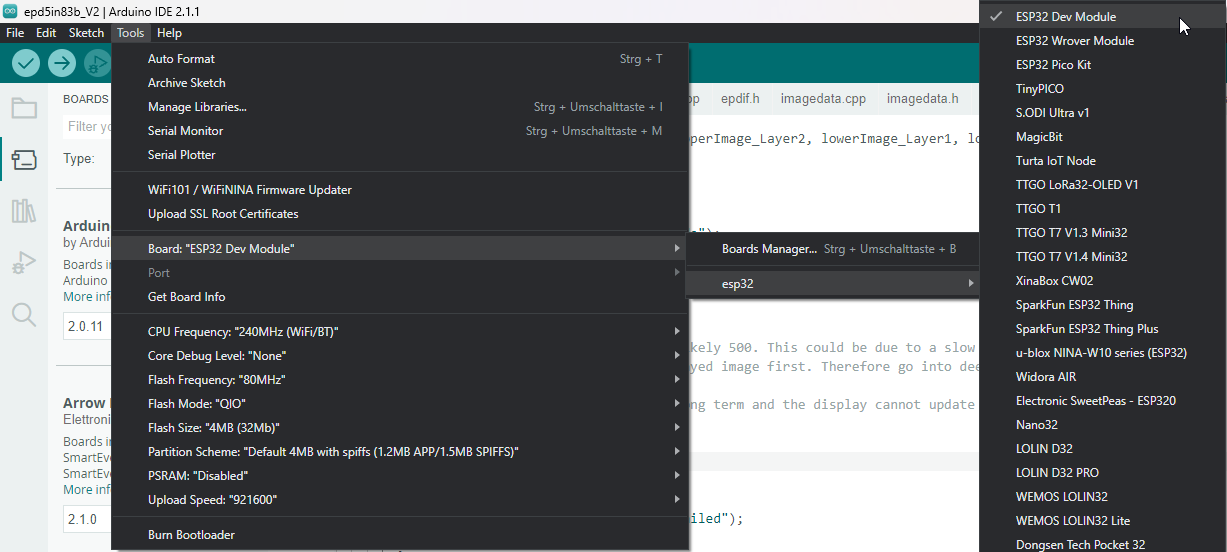 epd5in83b_V2 | Arduino IDE 2.1.1
File Edit Sketch Tools Help
BOARDS
Filter
Type:
Arduin
by Ardui
Boards i
Arduino
More inf
2.0.11
Arrow
Elettroni
Boards i
SmartEv
SmartEv
More inf
2.1.0
Auto Format Strg + T
Archive Sketch
Manage Libraries... Strg + Umschalttaste + I
Serial Monitor Strg + Umschalttaste + M
Serial Plotter
WiFi101 / WiFiNINA Firmware Updater
Upload SSL Root Certificates
Board: "ESP32 Dev Module"
Port
Get Board Info
CPU Frequency: "240MHz (WiFi/BT)"
Core Debug Level: "None"
Flash Frequency: "80MHz"
Flash Mode: "QIO"
Flash Size: "4MB (32Mb)"
Partition Scheme: "Default 4MB with spiffs (1.2MB APP/1.5MB SPIFFS)"
PSRAM: "Disabled"
Upload Speed: "921600"
Burn Bootloader
pp epdif.h imagedata.cpp imagedata.h
perImage_Layer2, lowerImage_Layer1, lo
Boards Manager... Strg + Umschalttaste + B
esp32
kely 500. This could be due to a slow
yed image first. Therefore go into dee
ng term and the display cannot update
iled");
ESP32 Dev Module
ESP32 Wrover Module
ESP32 Pico Kit
TinyPICO
S.ODI Ultra v1
MagicBit
Turta IoT Node
TTGO LoRa32-OLED V1
TTGO T1
TTGO T7 V1.3 Mini32
TTGO T7 V1.4 Mini32
XinaBox CW02
SparkFun ESP32 Thing
SparkFun ESP32 Thing Plus
u-blox NINA-W10 series (ESP32)
Widora AIR
Electronic SweetPeas - ESP320
Nano32
LOLIN D32
LOLIN D32 PRO
WEMOS LOLIN32
WEMOS LOLIN32 Lite
Dongsen Tech Pocket 32